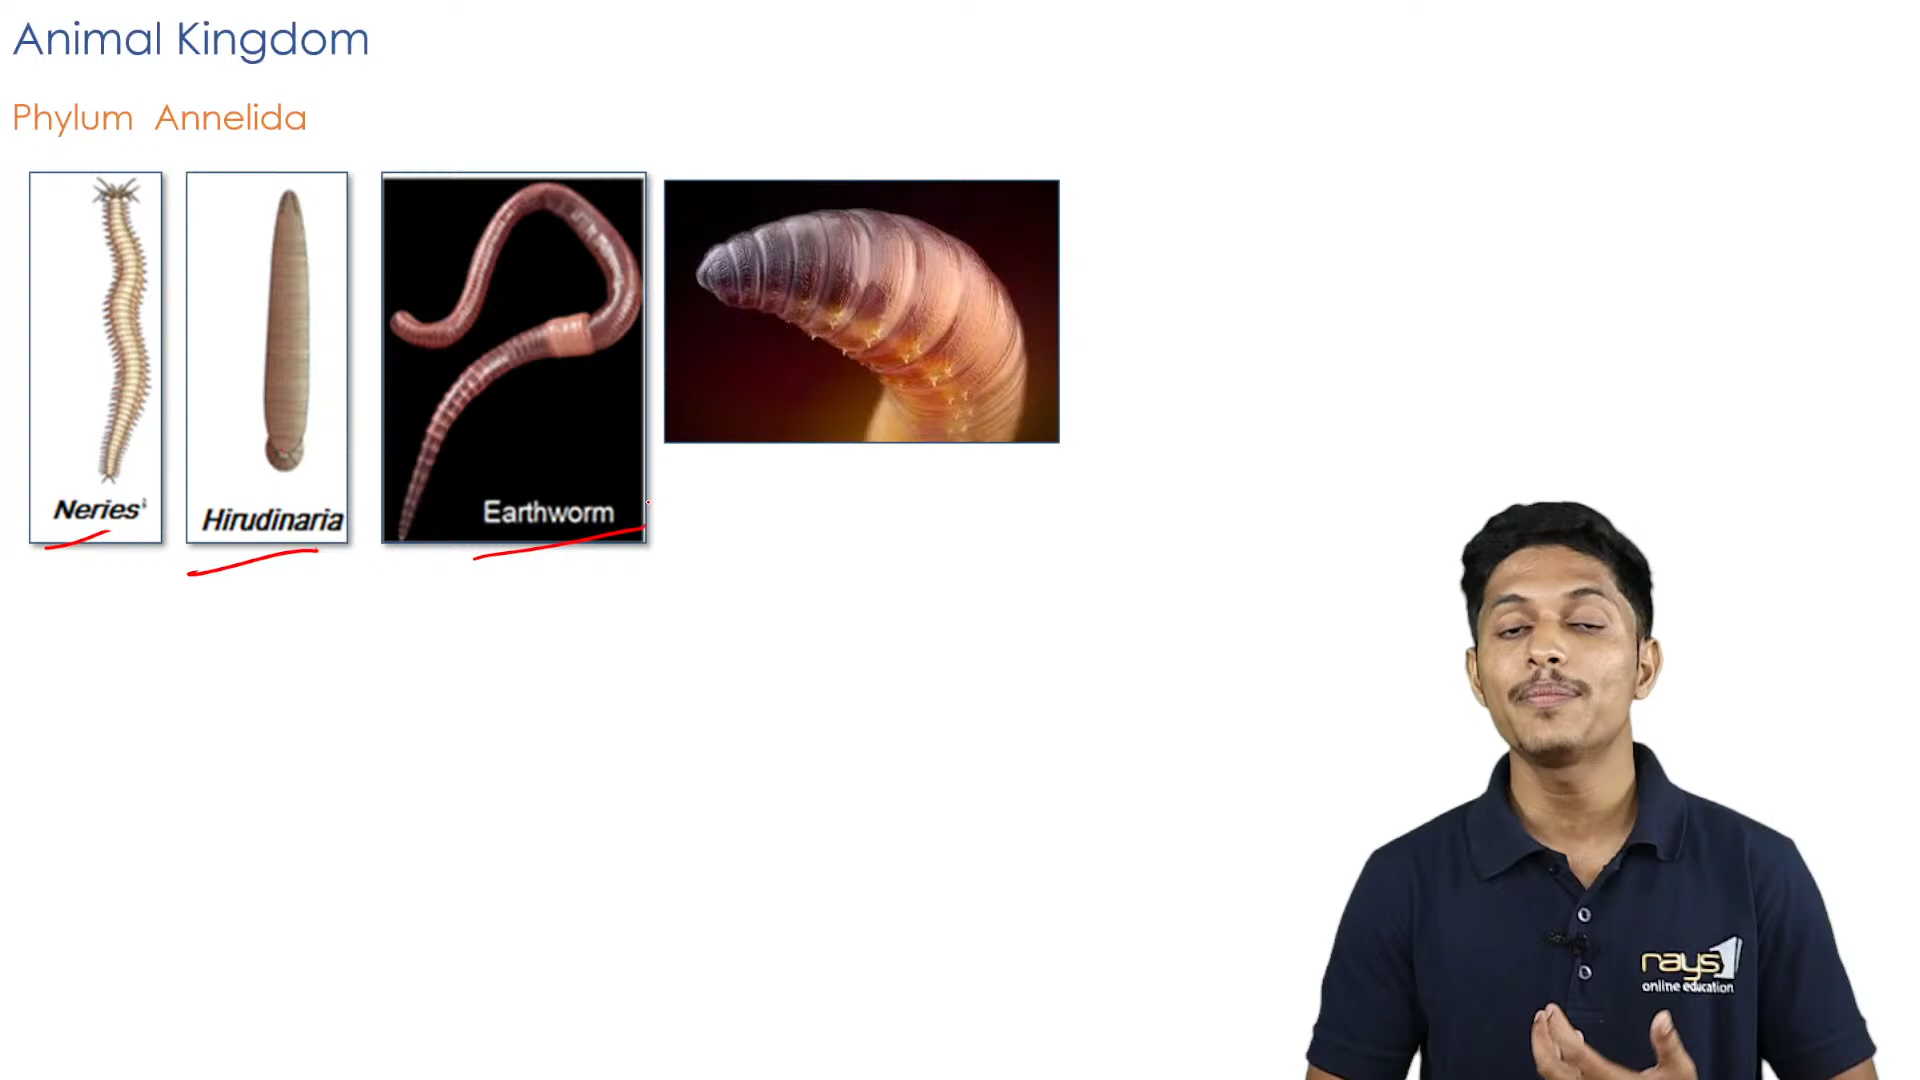 Animal Kingdom
Phylum Annelida
Neries
Hirudinaria
Earthworm
rays
online education